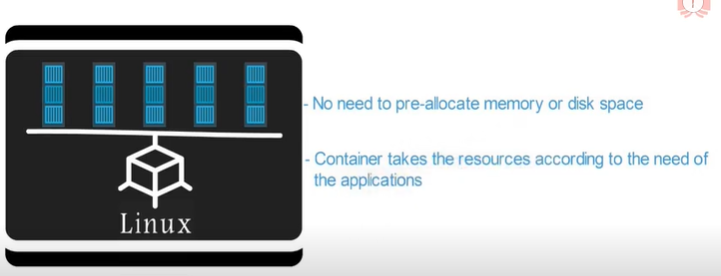 - No need to pre-allocate memory or disk space
- Container takes the resources according to the need of
the applications
Linux